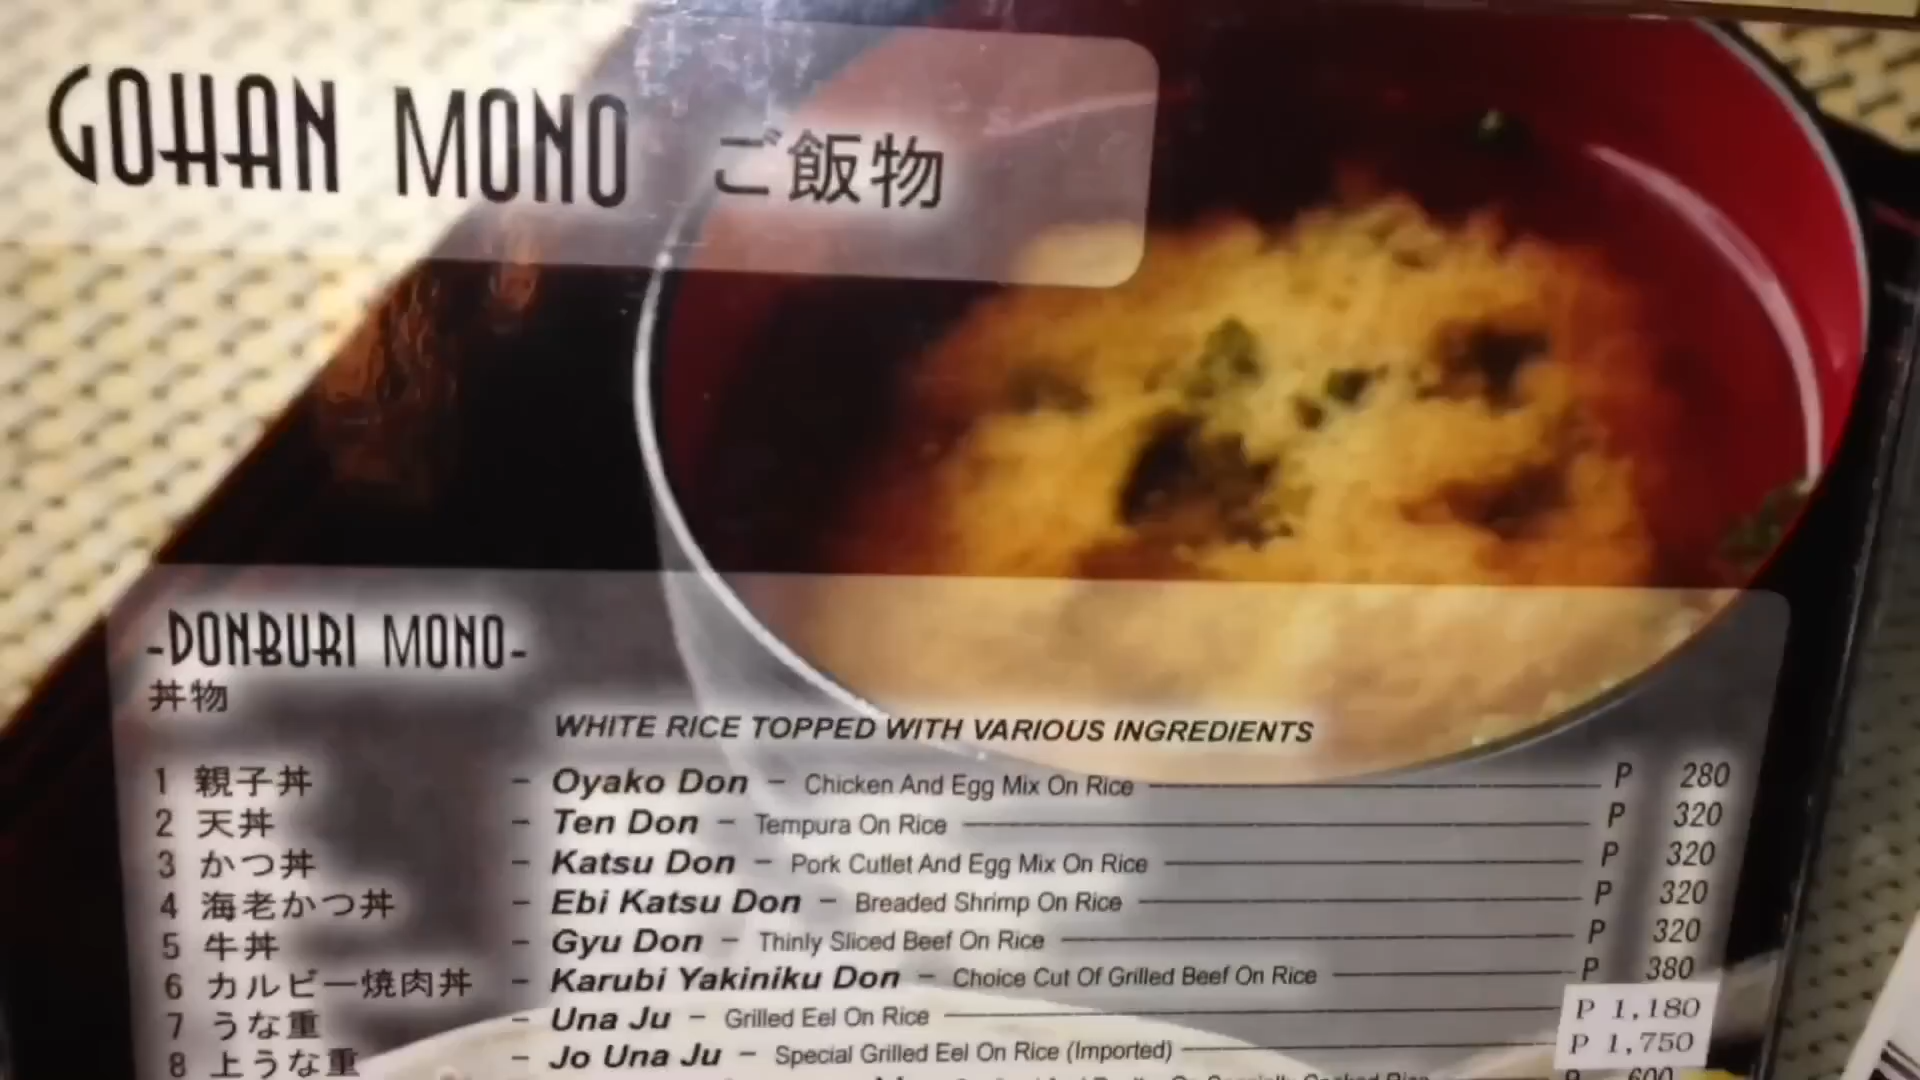 GOHAN MONO ご飯物
-DONBURI MONO-
丼物
WHITE RICE TOPPED WITH VARIOUS INGREDIENTS
1 親子丼 - Oyako Don - Chicken And Egg Mix On Rice P 280
2 天丼 - Ten Don - Tempura On Rice P 320
3 かつ丼 - Katsu Don - Pork Cutlet And Egg Mix On Rice P 320
4 海老かつ丼 - Ebi Katsu Don - Breaded Shrimp On Rice P 320
5 牛丼 - Gyu Don - Thinly Sliced Beef On Rice P 320
6 カルビー焼肉丼 - Karubi Yakiniku Don - Choice Cut Of Grilled Beef On Rice P 380
7 うな重 - Una Ju - Grilled Eel On Rice P 1,180
8 上うな重 - Jo Una Ju - Special Grilled Eel On Rice (Imported) P 1,750
P 600